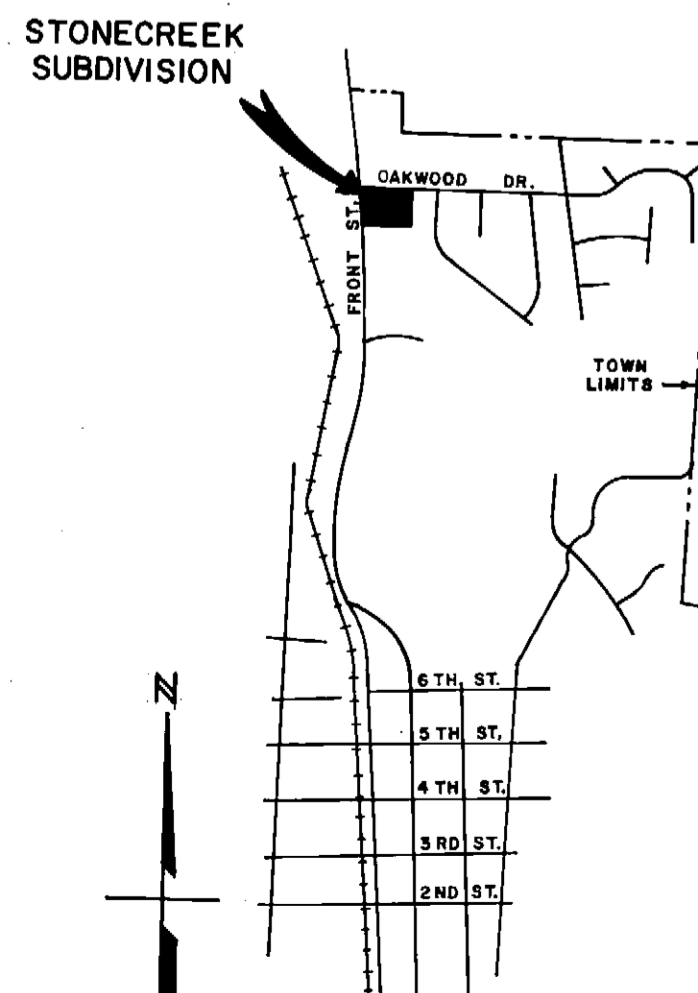 STONECREEK
SUBDIVISION
OAKWOOD DR.
FRONT ST.
TOWN
LIMITS
N
6 TH ST.
5 TH ST.
4 TH ST.
3 RD ST.
2 ND ST.